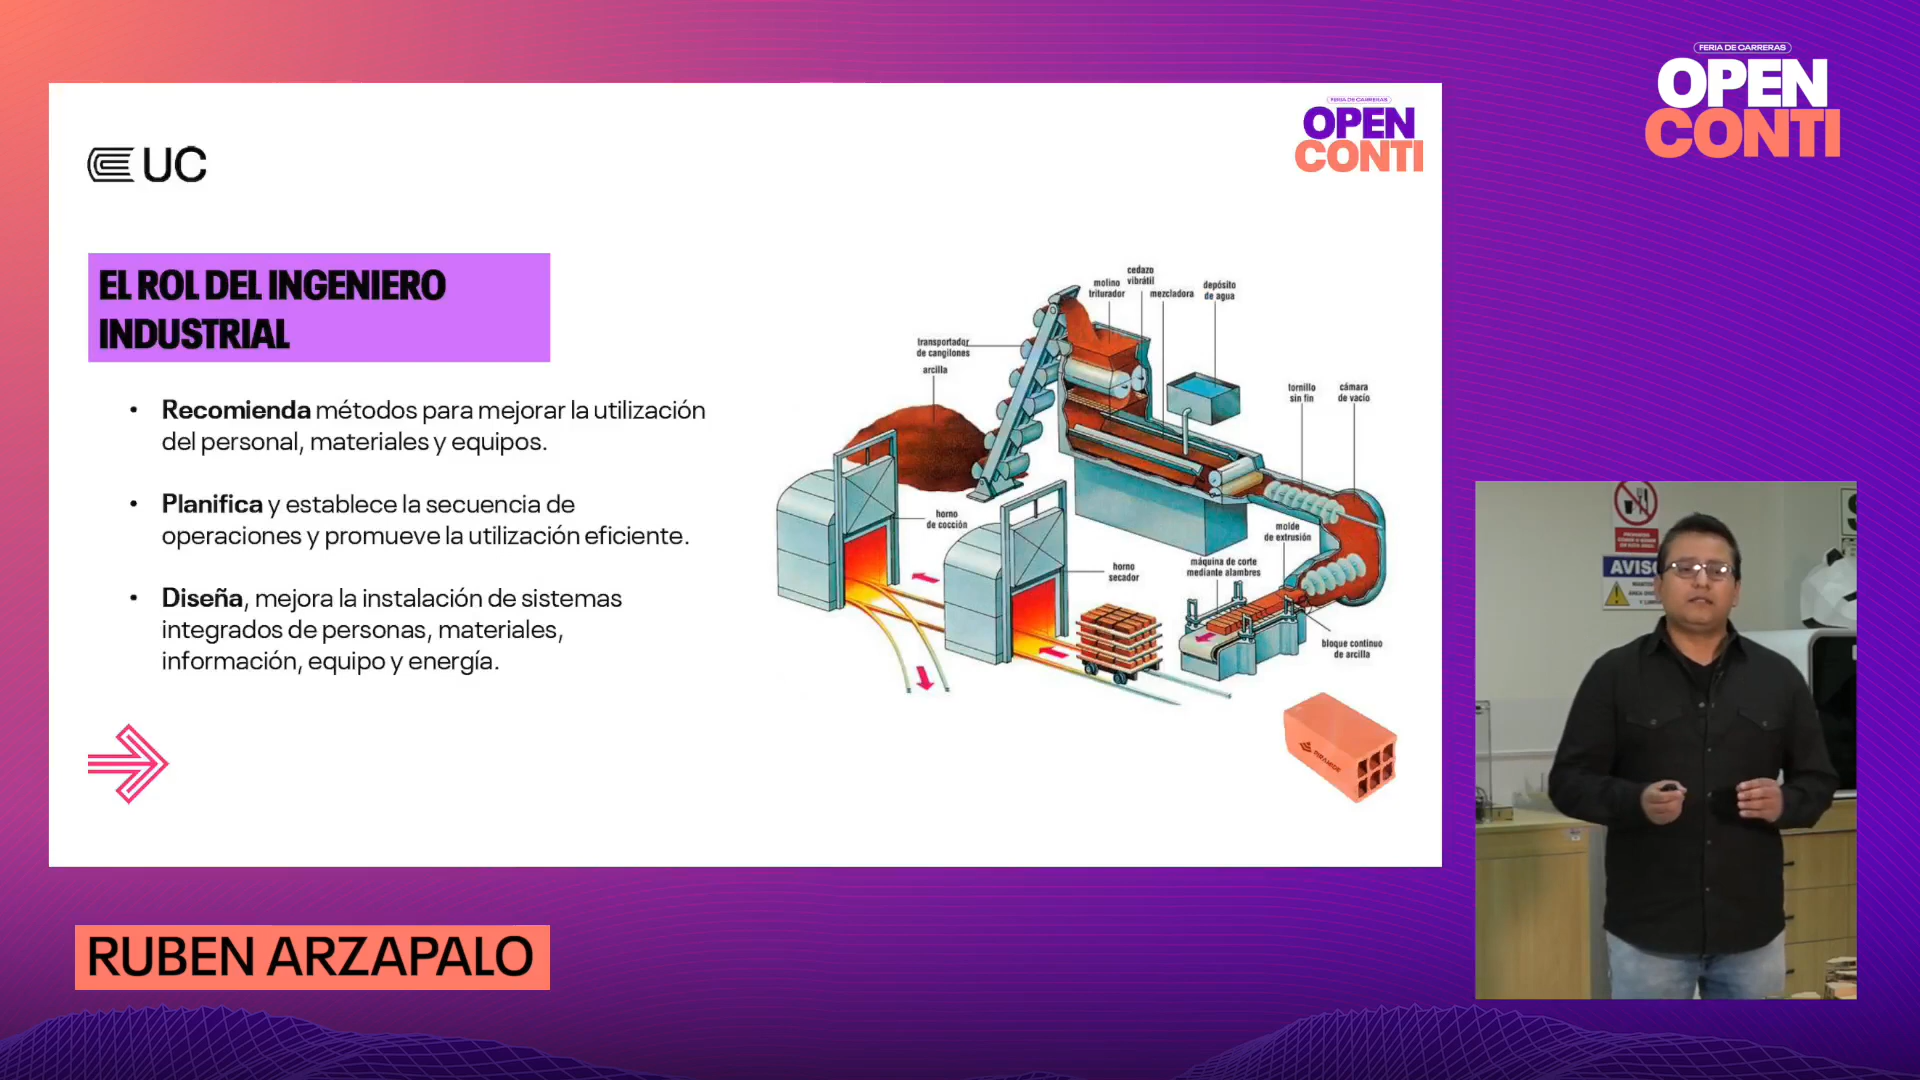 FERIA DE CARRERAS
OPEN
CONTI
FERIA DE CARRERAS
OPEN
CONTI
UC
EL ROL DEL INGENIERO
INDUSTRIAL
• Recomienda métodos para mejorar la utilización
del personal, materiales y equipos.
• Planifica y establece la secuencia de
operaciones y promueve la utilización eficiente.
• Diseña, mejora la instalación de sistemas
integrados de personas, materiales,
información, equipo y energía.
cedazo
vibrátil
molino
triturador
mezcladora
depósito
de agua
transportador
de cangilones
arcilla
tornillo
sin fin
cámara
de vacío
horno
de cocción
molde
de extrusión
horno
secador
máquina de corte
mediante alambres
bloque continuo
de arcilla
PIRAMIDE
AVISO
RUBEN ARZAPALO